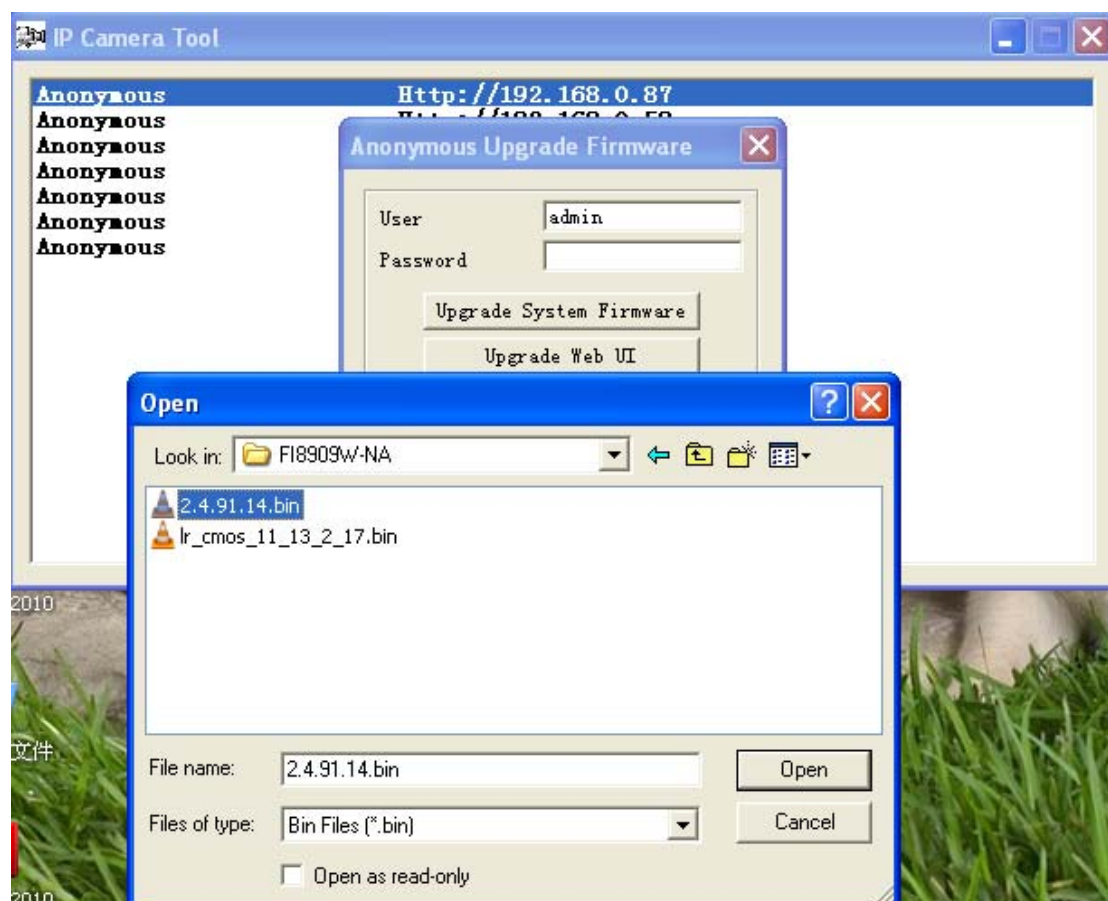 IP Camera Tool
Anonymous Http://192.168.0.87
Anonymous
Anonymous
Anonymous
Anonymous
Anonymous
Anonymous
Anonymous Upgrade Firmware
User admin
Password
Upgrade System Firmware
Upgrade Web UI
Open
Look in: FI8909W-NA
2.4.91.14.bin
lr_cmos_11_13_2_17.bin
File name: 2.4.91.14.bin
Open
Files of type: Bin Files (*.bin)
Cancel
Open as read-only
2010
文件
2010